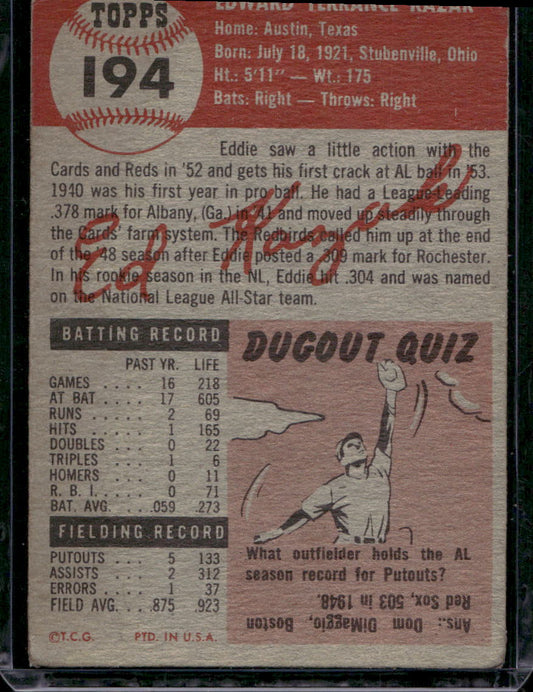 TOPPS
194
EDWARD TERRANCE KAZAK
Home: Austin, Texas
Born: July 18, 1921, Stubenville, Ohio
Ht.: 5'11" — Wt.: 175
Bats: Right — Throws: Right
Eddie saw a little action with the
Cards and Reds in '52 and gets his first crack at AL ball in '53.
1940 was his first year in pro ball. He had a League-Leading
.378 mark for Albany, (Ga.) in '41 and moved up steadily through
the Cards' farm system. The Redbirds called him up at the end
of the '48 season after Eddie posted a .309 mark for Rochester.
In his rookie season in the NL, Eddie hit .304 and was named
on the National League All-Star team.
Ed Kazak
BATTING RECORD
PAST YR. LIFE
GAMES . . . . 16 218
AT BAT . . . . 17 605
RUNS . . . . 2 69
HITS . . . . 1 165
DOUBLES . . . 0 22
TRIPLES . . . 1 6
HOMERS . . . 0 11
R. B. I. . . . . 0 71
BAT. AVG. . . .059 .273
FIELDING RECORD
PUTOUTS . . . 5 133
ASSISTS . . . 2 312
ERRORS . . . . 1 37
FIELD AVG. . . .875 .923
©T.C.G. PTD. IN U.S.A.
DUGOUT QUIZ
What outfielder holds the AL
season record for Putouts?
Ans.: Dom DiMaggio, Boston
Red Sox, 503 in 1948.